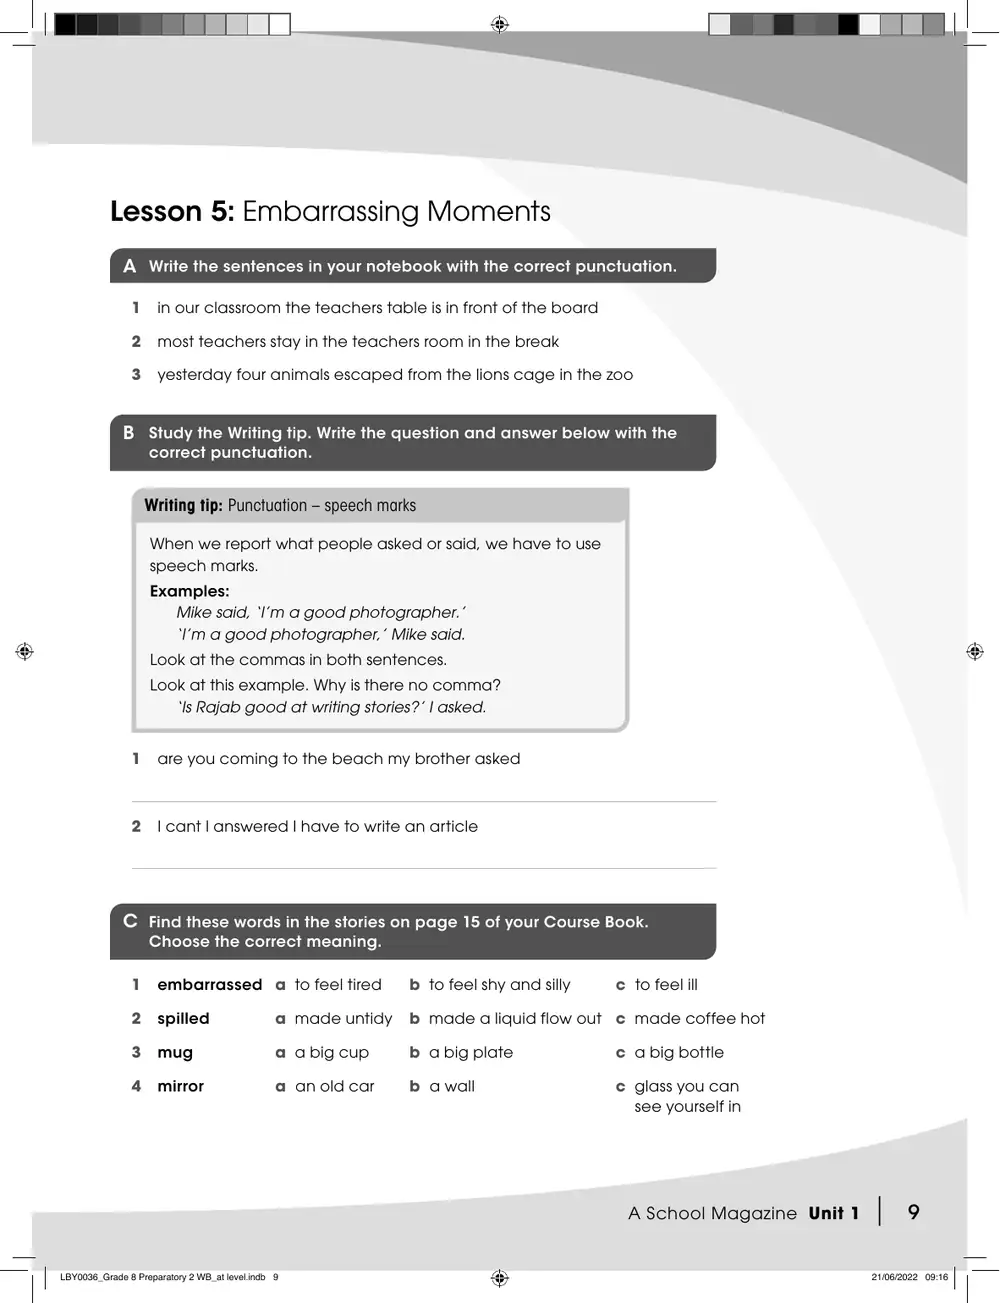 Lesson 5: Embarrassing Moments
A Write the sentences in your notebook with the correct punctuation.
1 in our classroom the teachers table is in front of the board
2 most teachers stay in the teachers room in the break
3 yesterday four animals escaped from the lions cage in the zoo
B Study the Writing tip. Write the question and answer below with the
correct punctuation.
Writing tip: Punctuation – speech marks
When we report what people asked or said, we have to use
speech marks.
Examples:
Mike said, ‘I’m a good photographer.’
‘I’m a good photographer,’ Mike said.
Look at the commas in both sentences.
Look at this example. Why is there no comma?
‘Is Rajab good at writing stories?’ I asked.
1 are you coming to the beach my brother asked
2 I cant I answered I have to write an article
C Find these words in the stories on page 15 of your Course Book.
Choose the correct meaning.
1 embarrassed a to feel tired b to feel shy and silly c to feel ill
2 spilled a made untidy b made a liquid flow out c made coffee hot
3 mug a a big cup b a big plate c a big bottle
4 mirror a an old car b a wall c glass you can
see yourself in
A School Magazine Unit 1 9
LBY0036_Grade 8 Preparatory 2 WB_at level.indb 9 21/06/2022 09:16